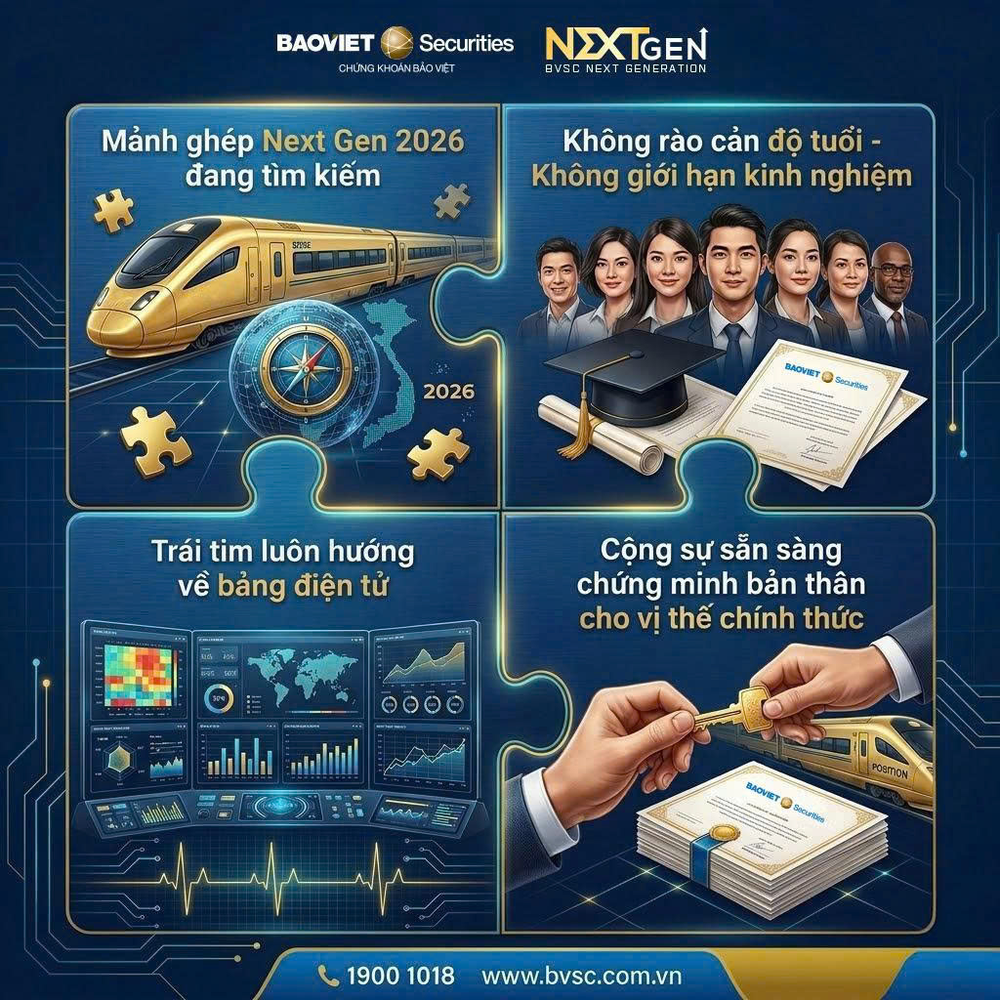 BAOVIET Securities
CHỨNG KHOÁN BẢO VIỆT
NEXTGEN
BVSC NEXT GENERATION
Mảnh ghép Next Gen 2026
đang tìm kiếm
2026
Không rào cản độ tuổi -
Không giới hạn kinh nghiệm
BAOVIET Securities
Trái tim luôn hướng
về bảng điện tử
Cộng sự sẵn sàng
chứng minh bản thân
cho vị thế chính thức
POSMON
BAOVIET Securities
1900 1018
www.bvsc.com.vn